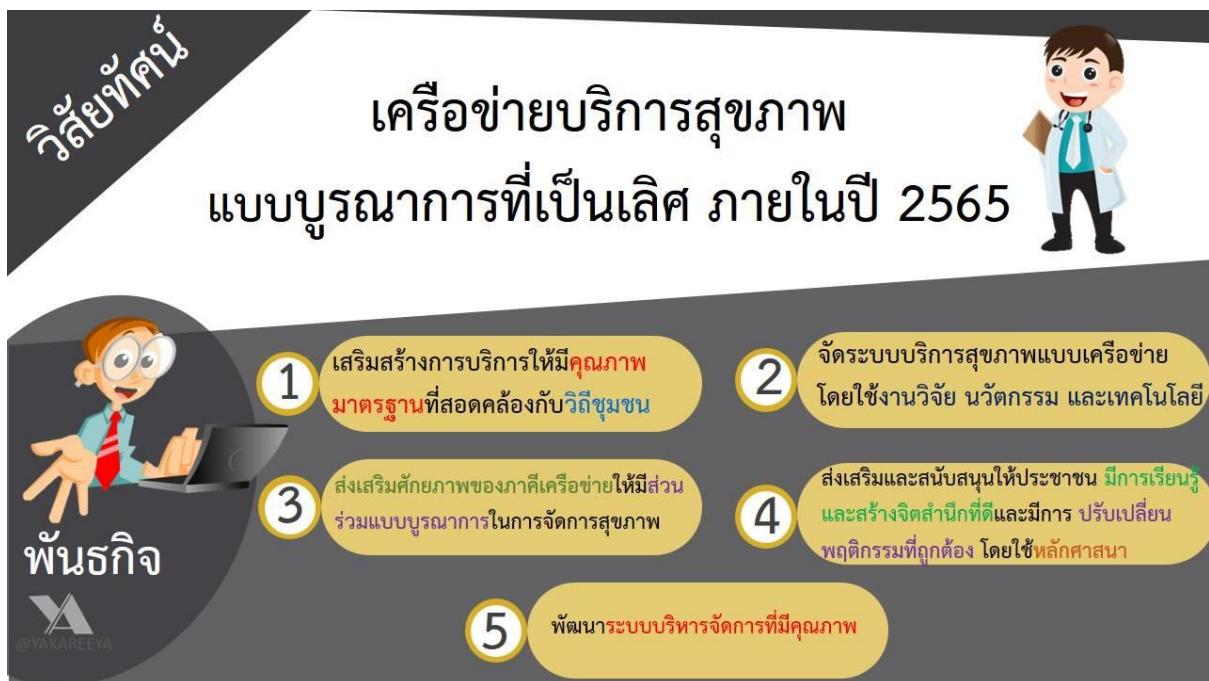 วิสัยทัศน์
เครือข่ายบริการสุขภาพ
แบบบูรณาการที่เป็นเลิศ ภายในปี 2565
พันธกิจ
1
เสริมสร้างการบริการให้มีคุณภาพ
มาตรฐานที่สอดคล้องกับวิถีชุมชน
2
จัดระบบบริการสุขภาพแบบเครือข่าย
โดยใช้งานวิจัย นวัตกรรม และเทคโนโลยี
3
ส่งเสริมศักยภาพของภาคีเครือข่ายให้มีส่วน
ร่วมแบบบูรณาการในการจัดการสุขภาพ
4
ส่งเสริมและสนับสนุนให้ประชาชน มีการเรียนรู้
และสร้างจิตสำนึกที่ดีและมีการ ปรับเปลี่ยน
พฤติกรรมที่ถูกต้อง โดยใช้หลักศาสนา
5
พัฒนาระบบบริหารจัดการที่มีคุณภาพ
@YAKAREEYA